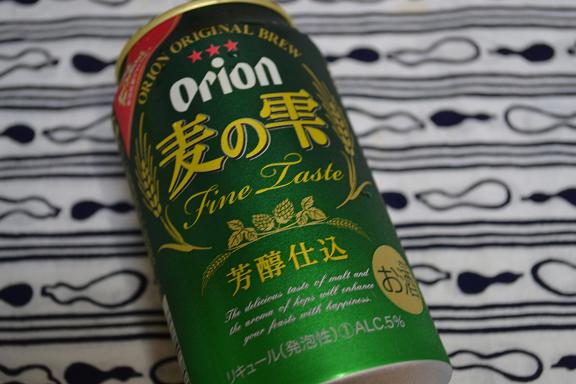 ORION ORIGINAL BREW
Orion
麦の雫
Fine Taste
芳醇仕込
The delicious taste of malt and
the aroma of hops will enhance
your feasts with happiness.
お酒
リキュール(発泡性)①ALC.5%